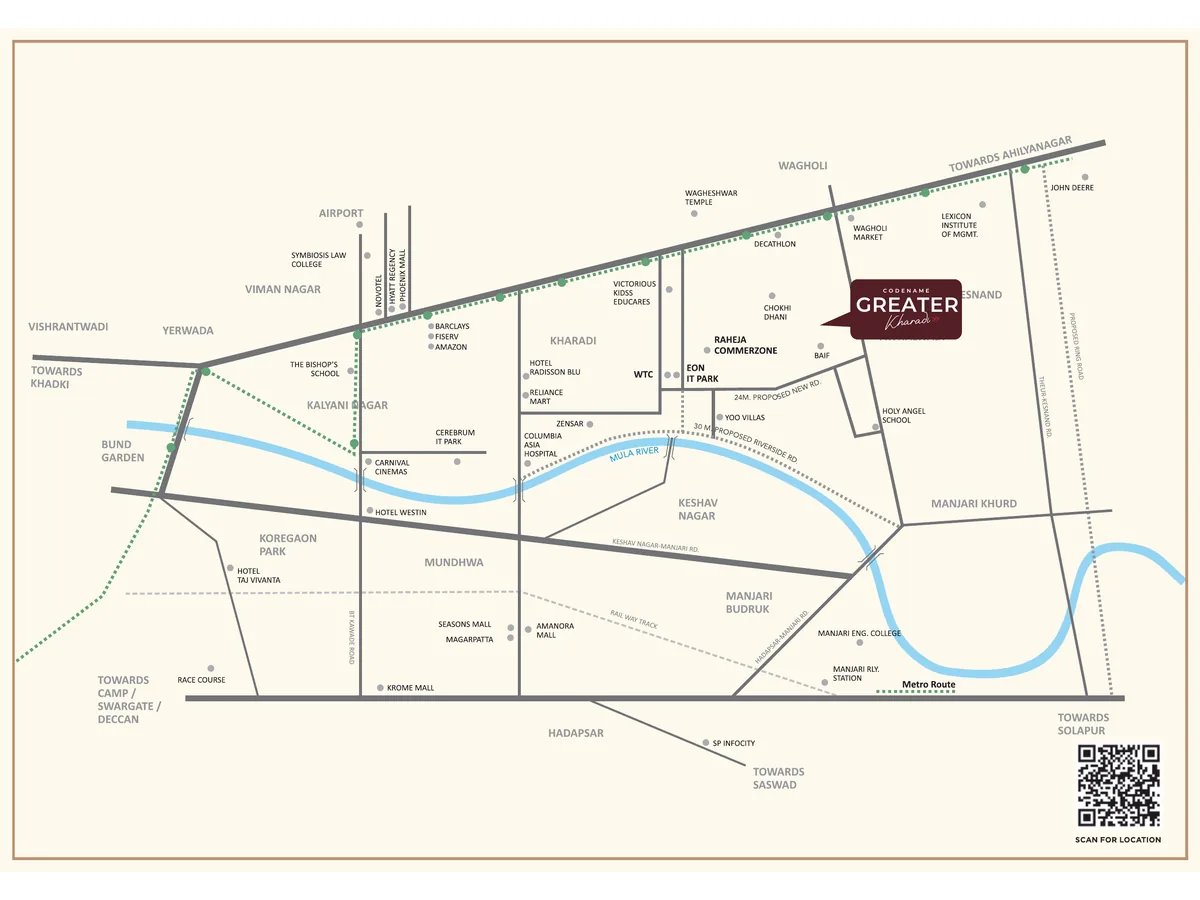 TOWARDS AHILYANAGAR
WAGHOLI
JOHN DEERE
WAGHESHWAR
TEMPLE
AIRPORT
LEXICON
INSTITUTE
OF MGMT.
WAGHOLI
MARKET
DECATHLON
SYMBIOSIS LAW
COLLEGE
NOVOTEL
HYATT REGENCY
PHOENIX MALL
VIMAN NAGAR
VICTORIOUS
KIDSS
EDUCARES
CODENAME
GREATER
Kharadi
ESNAND
CHOKHI
DHANI
VISHRANTWADI
YERWADA
BARCLAYS
FISERV
AMAZON
KHARADI
RAHEJA
COMMERZONE
BAIF
PROPOSED RING ROAD
TOWARDS
KHADKI
THE BISHOP'S
SCHOOL
HOTEL
RADISSON BLU
WTC
EON
IT PARK
24M. PROPOSED NEW RD.
RELIANCE
MART
KALYANI NAGAR
THEUR-KESNAND RD.
YOO VILLAS
HOLY ANGEL
SCHOOL
ZENSAR
30 M. PROPOSED RIVERSIDE RD
CEREBRUM
IT PARK
COLUMBIA
ASIA
HOSPITAL
MULA RIVER
BUND
GARDEN
CARNIVAL
CINEMAS
KESHAV
NAGAR
MANJARI KHURD
HOTEL WESTIN
KOREGAON
PARK
KESHAV NAGAR-MANJARI RD.
MUNDHWA
HOTEL
TAJ VIVANTA
MANJARI
BUDRUK
BT KAWADE ROAD
RAIL WAY TRACK
SEASONS MALL
MAGARPATTA
AMANORA
MALL
HADAPSAR-MANJARI RD.
MANJARI ENG. COLLEGE
MANJARI RLY.
STATION
RACE COURSE
KROME MALL
Metro Route
TOWARDS
CAMP /
SWARGATE /
DECCAN
HADAPSAR
SP INFOCITY
TOWARDS
SOLAPUR
TOWARDS
SASWAD
SCAN FOR LOCATION